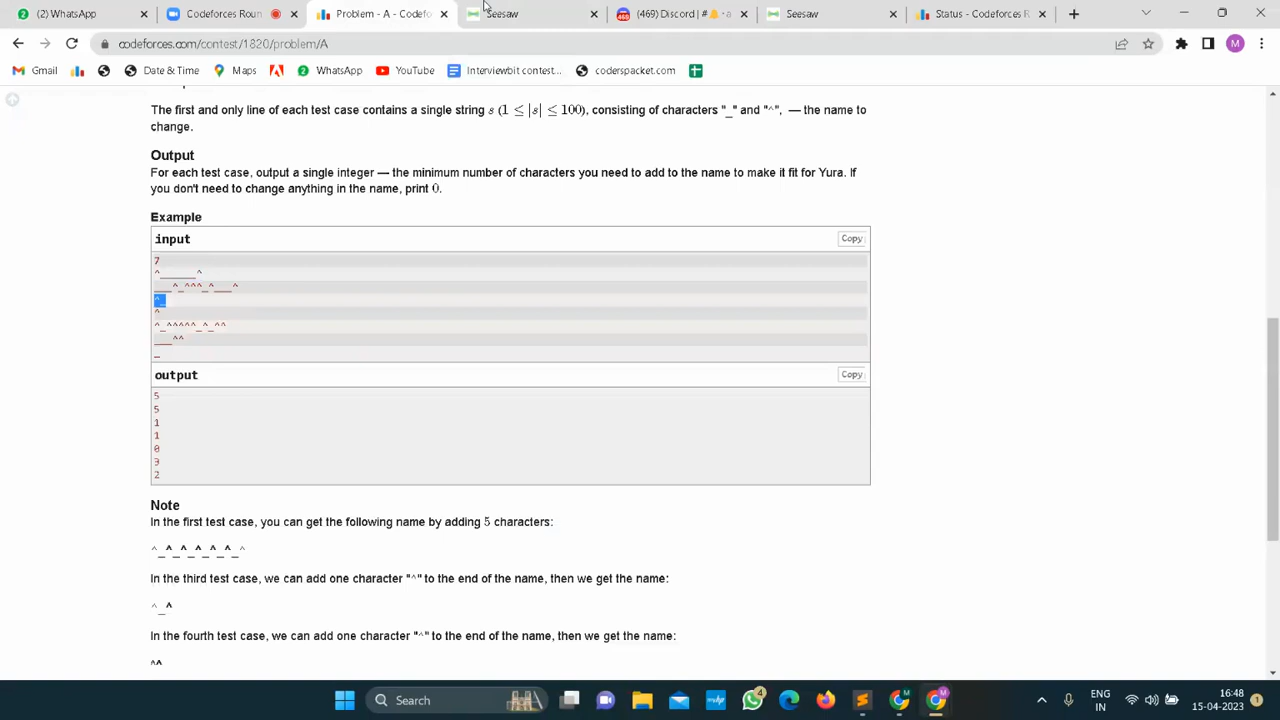 (2) WhatsApp
Codeforces Roun
Problem - A - Codefo
Seesaw
(469) Discord | #🔔-a
Seesaw
Status - Codeforces R
codeforces.com/contest/1820/problem/A
M
Gmail
Date & Time
Maps
WhatsApp
YouTube
Interviewbit contest...
coderspacket.com
The first and only line of each test case contains a single string s (1 ≤ |s| ≤ 100), consisting of characters "_" and "^", — the name to
change.
Output
For each test case, output a single integer — the minimum number of characters you need to add to the name to make it fit for Yura. If
you don't need to change anything in the name, print 0.
Example
input
Copy
7
^______^
___^_^^^_^___^
^_
^
^_^^^^^_^_^^
___^^
_
output
Copy
5
5
1
1
0
3
2
Note
In the first test case, you can get the following name by adding 5 characters:
^_^_^_^_^_^_^
In the third test case, we can add one character "^" to the end of the name, then we get the name:
^_^
In the fourth test case, we can add one character "^" to the end of the name, then we get the name:
^^
Search
4
ENG
IN
16:48
15-04-2023
1